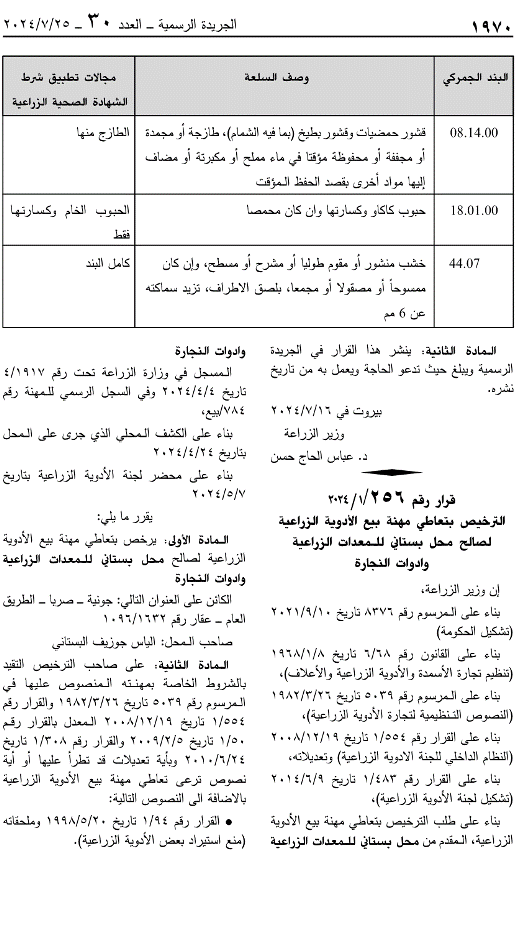 ١٩٧٠
الجريدة الرسمية ـ العدد ٣٠ ـ ٢٠٢٤/٧/٢٥
البند الجمركي
وصف السلعة
مجالات تطبيق شرط
الشهادة الصحية الزراعية
08.14.00
قشور حمضيات وقشور بطيخ (بما فيه الشمام)، طازجة أو مجمدة
أو مجففة أو محفوظة مؤقتا في ماء مملح أو مكبرتة أو مضاف
إليها مواد أخرى بقصد الحفظ المؤقت
الطازج منها
18.01.00
حبوب كاكاو وكسارتها وان كان محمصا
الحبوب الخام وكسارتها
فقط
44.07
خشب منشور أو مقوم طوليا أو مشرح أو مسطح، وإن كان
ممسوحاً أو مصقولا أو مجمعا، بلصق الاطراف، تزيد سماكته
عن 6 مم
كامل البند
المادة الثانية: ينشر هذا القرار في الجريدة
الرسمية ويبلغ حيث تدعو الحاجة ويعمل به من تاريخ
نشره.
بيروت في ٢٠٢٤/٧/١٦
وزير الزراعة
د. عباس الحاج حسن
قرار رقم ٢٠٢٤/١/٢٥٦
الترخيص بتعاطي مهنة بيع الأدوية الزراعية
لصالح محل بستاني للمعدات الزراعية
وادوات النجارة
إن وزير الزراعة،
بناء على المرسوم رقم ٨٣٧٦ تاريخ ٢٠٢١/٩/١٠
(تشكيل الحكومة)
بناء على القانون رقم ٦/٦٨ تاريخ ١٩٦٨/١/٨
(تنظيم تجارة الأسمدة والأدوية الزراعية والأعلاف)،
بناء على المرسوم رقم ٥٠٣٩ تاريخ ١٩٨٢/٣/٢٦
(النصوص التنظيمية لتجارة الأدوية الزراعية)،
بناء على القرار رقم ١/٥٥٤ تاريخ ٢٠٠٨/١٢/١٩
(النظام الداخلي للجنة الادوية الزراعية) وتعديلاته،
بناء على القرار رقم ١/٤٨٣ تاريخ ٢٠١٤/٦/٩
(تشكيل لجنة الأدوية الزراعية)،
بناء على طلب الترخيص بتعاطي مهنة بيع الأدوية
الزراعية، المقدم من محل بستاني للمعدات الزراعية
وادوات النجارة
المسجل في وزارة الزراعة تحت رقم ٤/١٩١٧
تاريخ ٢٠٢٤/٤/٤ وفي السجل الرسمي للمهنة رقم
٧٨٤/بيع،
بناء على الكشف المحلي الذي جرى على المحل
بتاريخ ٢٠٢٤/٤/٢٤
بناء على محضر لجنة الأدوية الزراعية بتاريخ
٢٠٢٤/٥/٧
يقرر ما يلي:
المادة الأولى: يرخص بتعاطي مهنة بيع الأدوية
الزراعية لصالح محل بستاني للمعدات الزراعية
وادوات النجارة
الكائن على العنوان التالي: جونية ـ صربا ـ الطريق
العام ـ عقار رقم ١٠٩٦/١٦٣٢
صاحب المحل: الياس جوزيف البستاني
المادة الثانية: على صاحب الترخيص التقيد
بالشروط الخاصة بمهنته المنصوص عليها في
المرسوم رقم ٥٠٣٩ تاريخ ١٩٨٢/٣/٢٦ والقرار رقم
١/٥٥٤ تاريخ ٢٠٠٨/١٢/١٩ المعدل بالقرار رقم
١/٥٠ تاريخ ٢٠٠٩/٢/٥ والقرار رقم ١/٣٠٨ تاريخ
٢٠١٠/٦/٢٤ وبأية تعديلات قد تطرأ عليها أو أية
نصوص ترعى تعاطي مهنة بيع الأدوية الزراعية
بالاضافة الى النصوص التالية:
• القرار رقم ١/٩٤ تاريخ ١٩٩٨/٥/٢٠ وملحقاته
(منع استيراد بعض الأدوية الزراعية).